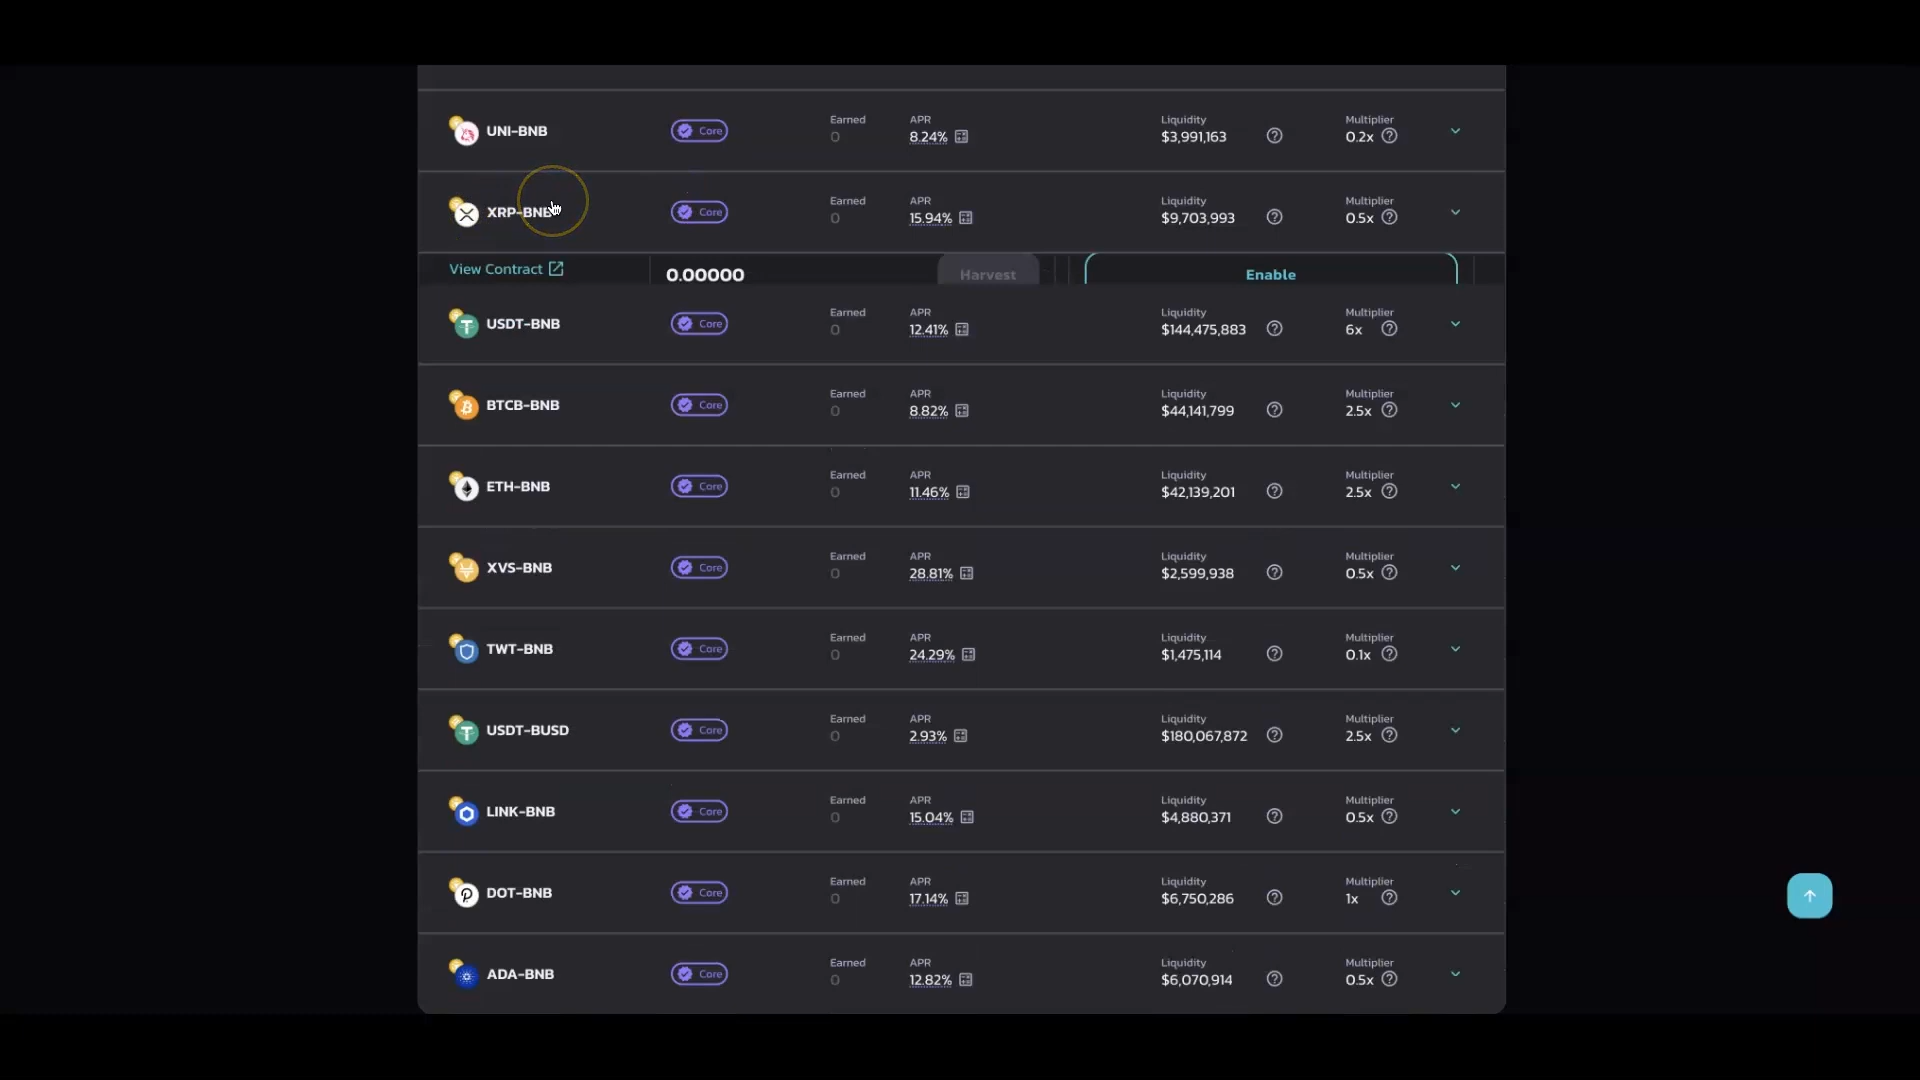 UNI-BNB Core Earned 0 APR 8.24% Liquidity $3,991,163 Multiplier 0.2x
XRP-BNB Core Earned 0 APR 15.94% Liquidity $9,703,993 Multiplier 0.5x
View Contract 0.00000 Harvest Enable
USDT-BNB Core Earned 0 APR 12.41% Liquidity $144,475,883 Multiplier 6x
BTCB-BNB Core Earned 0 APR 8.82% Liquidity $44,141,799 Multiplier 2.5x
ETH-BNB Core Earned 0 APR 11.46% Liquidity $42,139,201 Multiplier 2.5x
XVS-BNB Core Earned 0 APR 28.81% Liquidity $2,599,938 Multiplier 0.5x
TWT-BNB Core Earned 0 APR 24.29% Liquidity $1,475,114 Multiplier 0.1x
USDT-BUSD Core Earned 0 APR 2.93% Liquidity $180,067,872 Multiplier 2.5x
LINK-BNB Core Earned 0 APR 15.04% Liquidity $4,880,371 Multiplier 0.5x
DOT-BNB Core Earned 0 APR 17.14% Liquidity $6,750,286 Multiplier 1x
ADA-BNB Core Earned 0 APR 12.82% Liquidity $6,070,914 Multiplier 0.5x